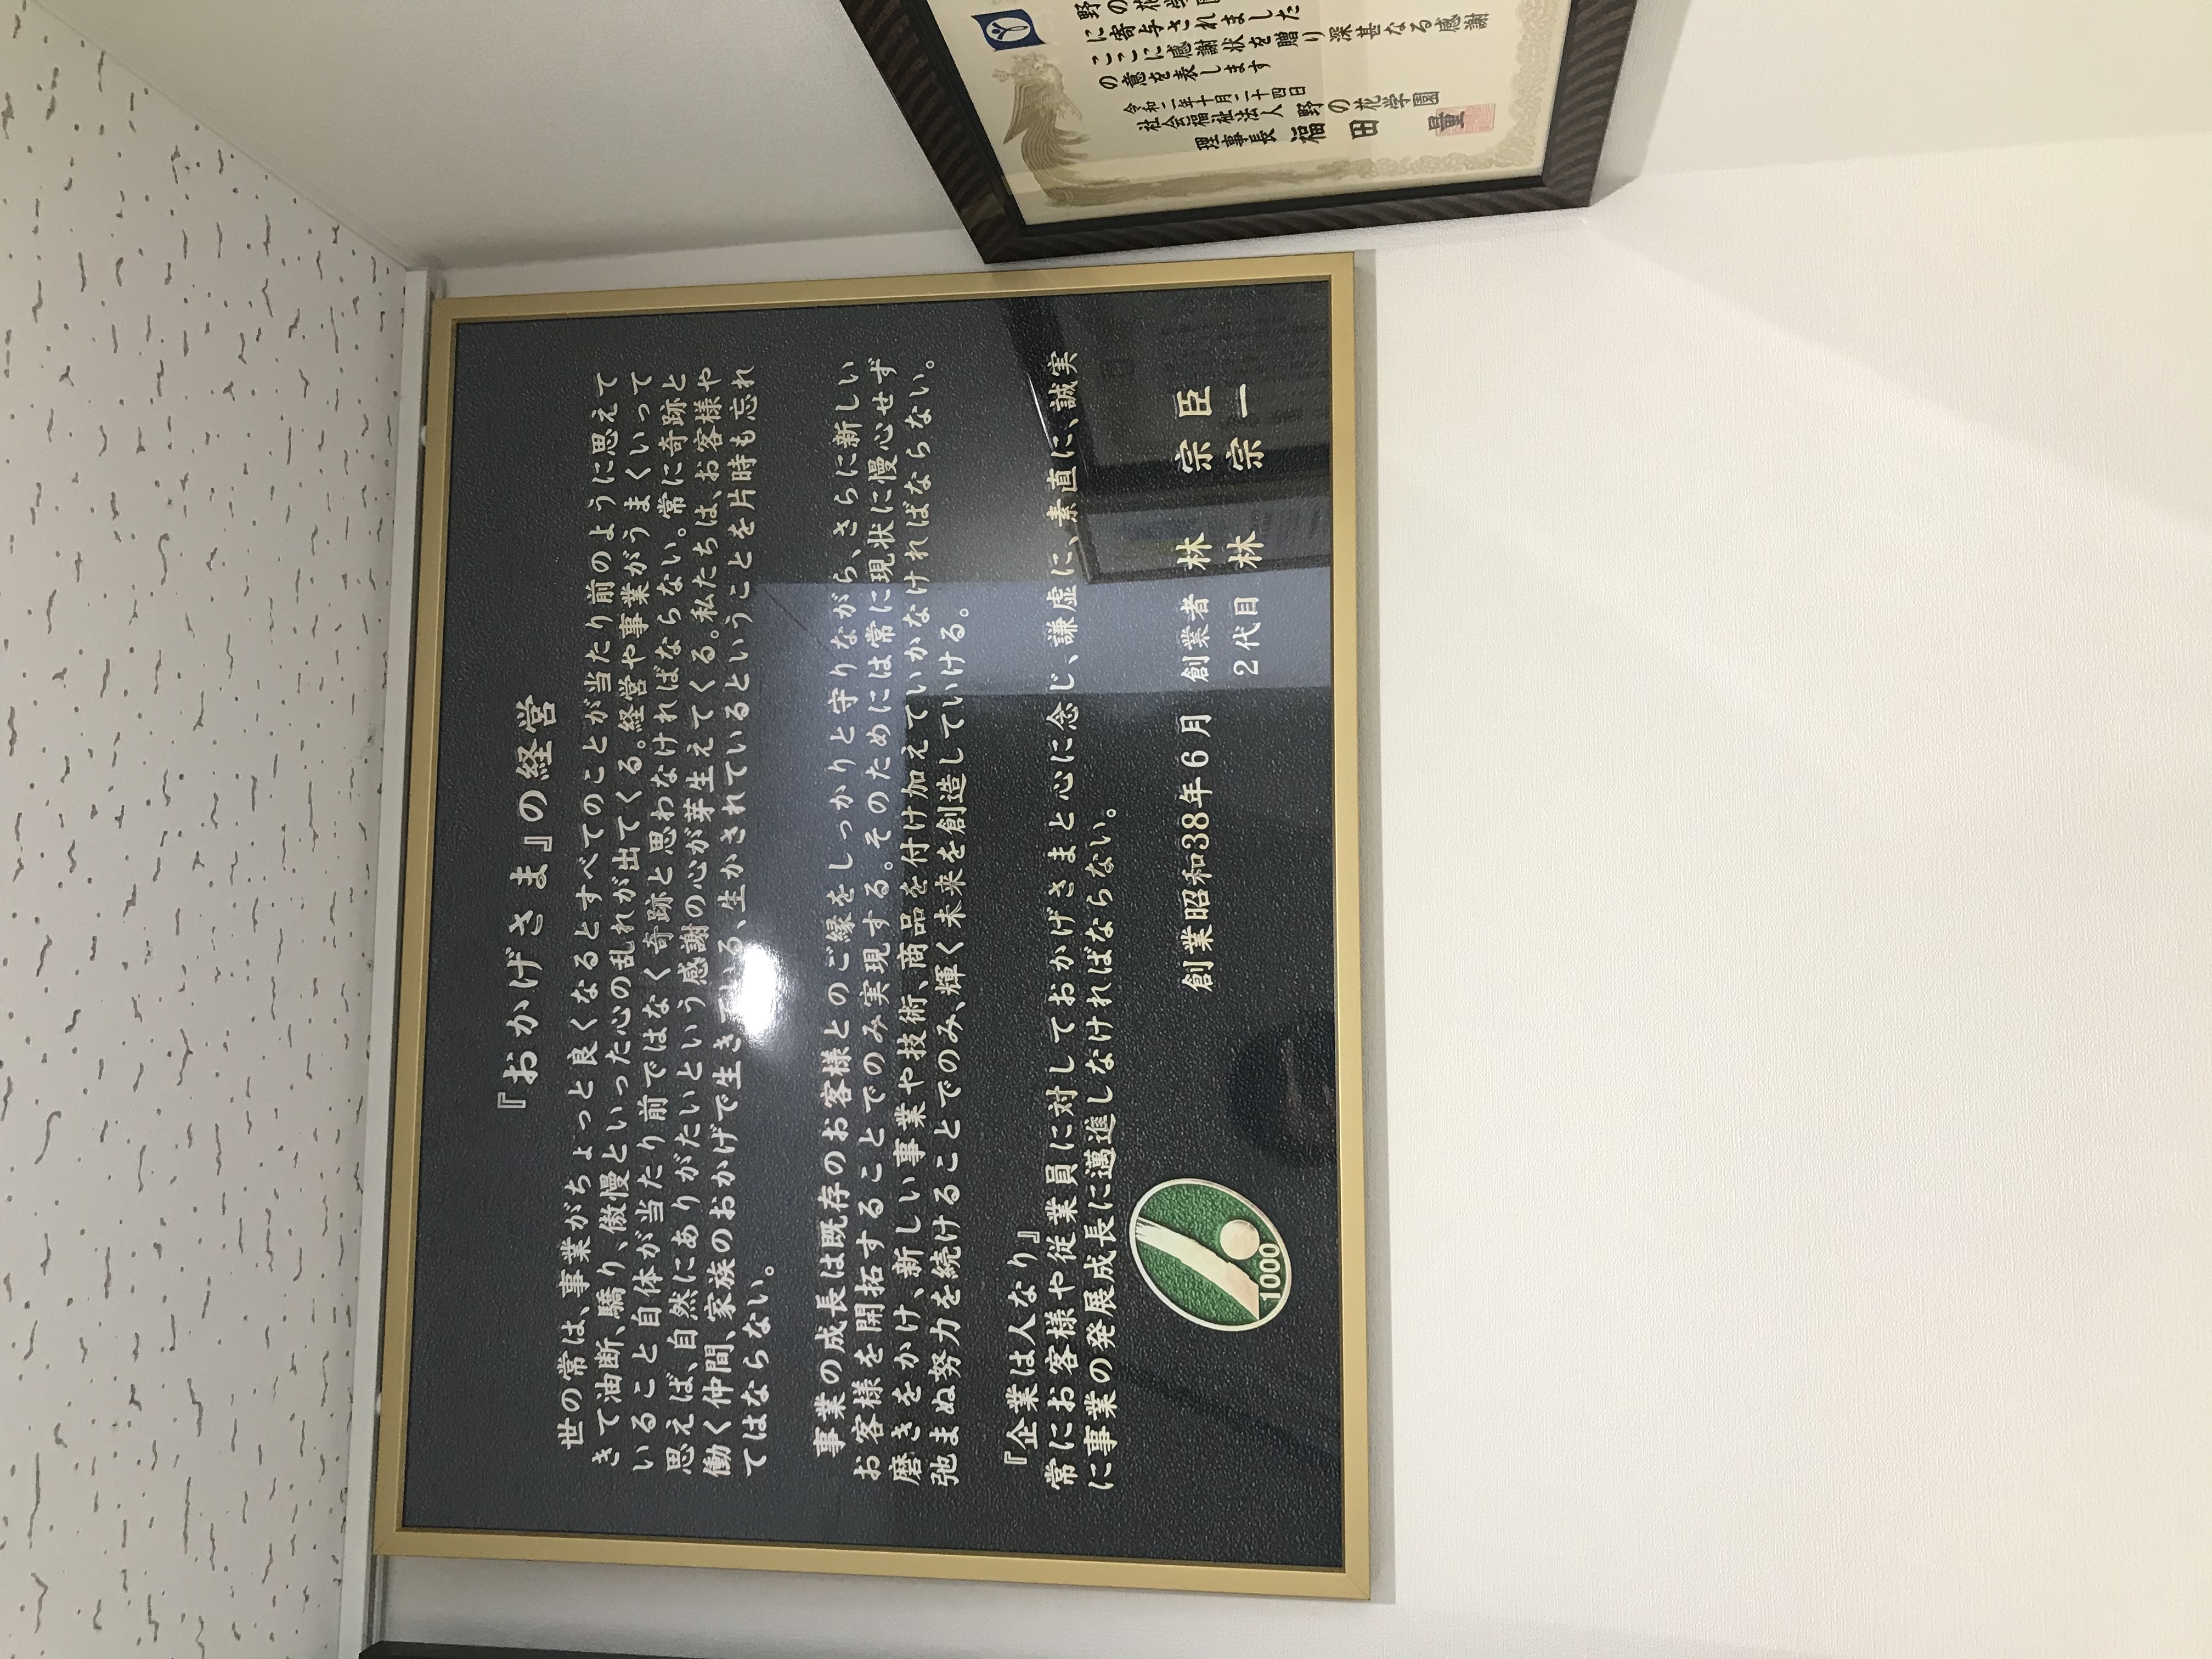 『おかげさま』の経営
世の常は、事業がちょっと良くなるとすべてのことが当たり前のように思えて
きて油断、驕り、傲慢といった心の乱れが出てくる。経営や事業がうまくいって
いること自体が当たり前ではなく奇跡と思わなければならない。常に奇跡と
思えば、自然にありがたいという感謝の心が芽生えてくる。私たちは、お客様や
働く仲間、家族のおかげで生きている、生かされているということを片時も忘れ
てはならない。
事業の成長は既存のお客様とのご縁をしっかりと守りながら、さらに新しい
お客様を開拓することでのみ実現する。そのためには常に現状に慢心せず
磨きをかけ、新しい事業や技術、商品を付け加えていかなければならない。
弛まぬ努力を続けることでのみ、輝く未来を創造していける。
『企業は人なり』
常にお客様や従業員に対しておかげさまと心に念じ、謙虚に、素直に、誠実
に事業の発展成長に邁進しなければならない。
創業昭和38年6月 創業者 林 宗臣
2代目 林 宗一
1000
野の花学
に寄与されました
ここに感謝状を贈り深甚なる感謝
の意を表します
令和二年十月二十四日
社会福祉法人野の花学園
理事長 福田 量